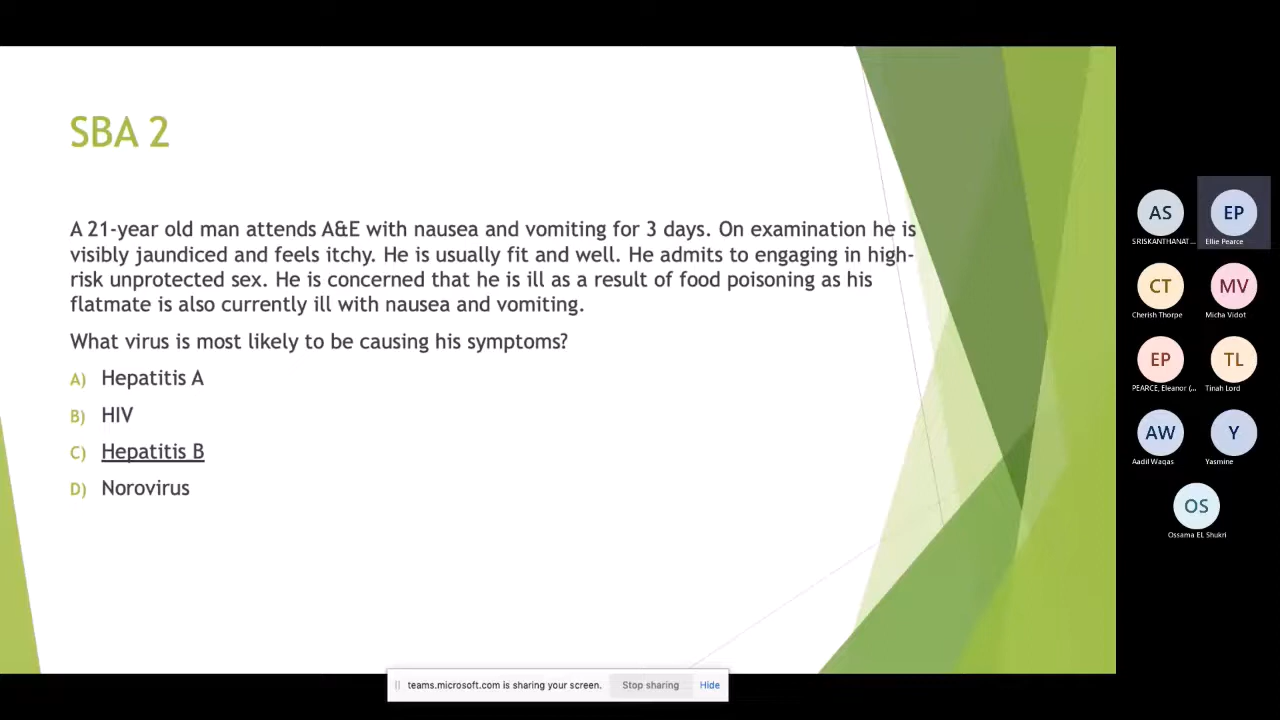 SBA 2
A 21-year old man attends A&E with nausea and vomiting for 3 days. On examination he is
visibly jaundiced and feels itchy. He is usually fit and well. He admits to engaging in high-
risk unprotected sex. He is concerned that he is ill as a result of food poisoning as his
flatmate is also currently ill with nausea and vomiting.
What virus is most likely to be causing his symptoms?
A) Hepatitis A
B) HIV
C) Hepatitis B
D) Norovirus
AS
SRISKANTHANAT...
EP
Ellie Pearce
CT
Cherish Thorpe
MV
Micha Vidot
EP
PEARCE, Eleanor (...
TL
Tinah Lord
AW
Aadil Waqas
Y
Yasmine
OS
Ossama EL Shukri
teams.microsoft.com is sharing your screen.
Stop sharing
Hide